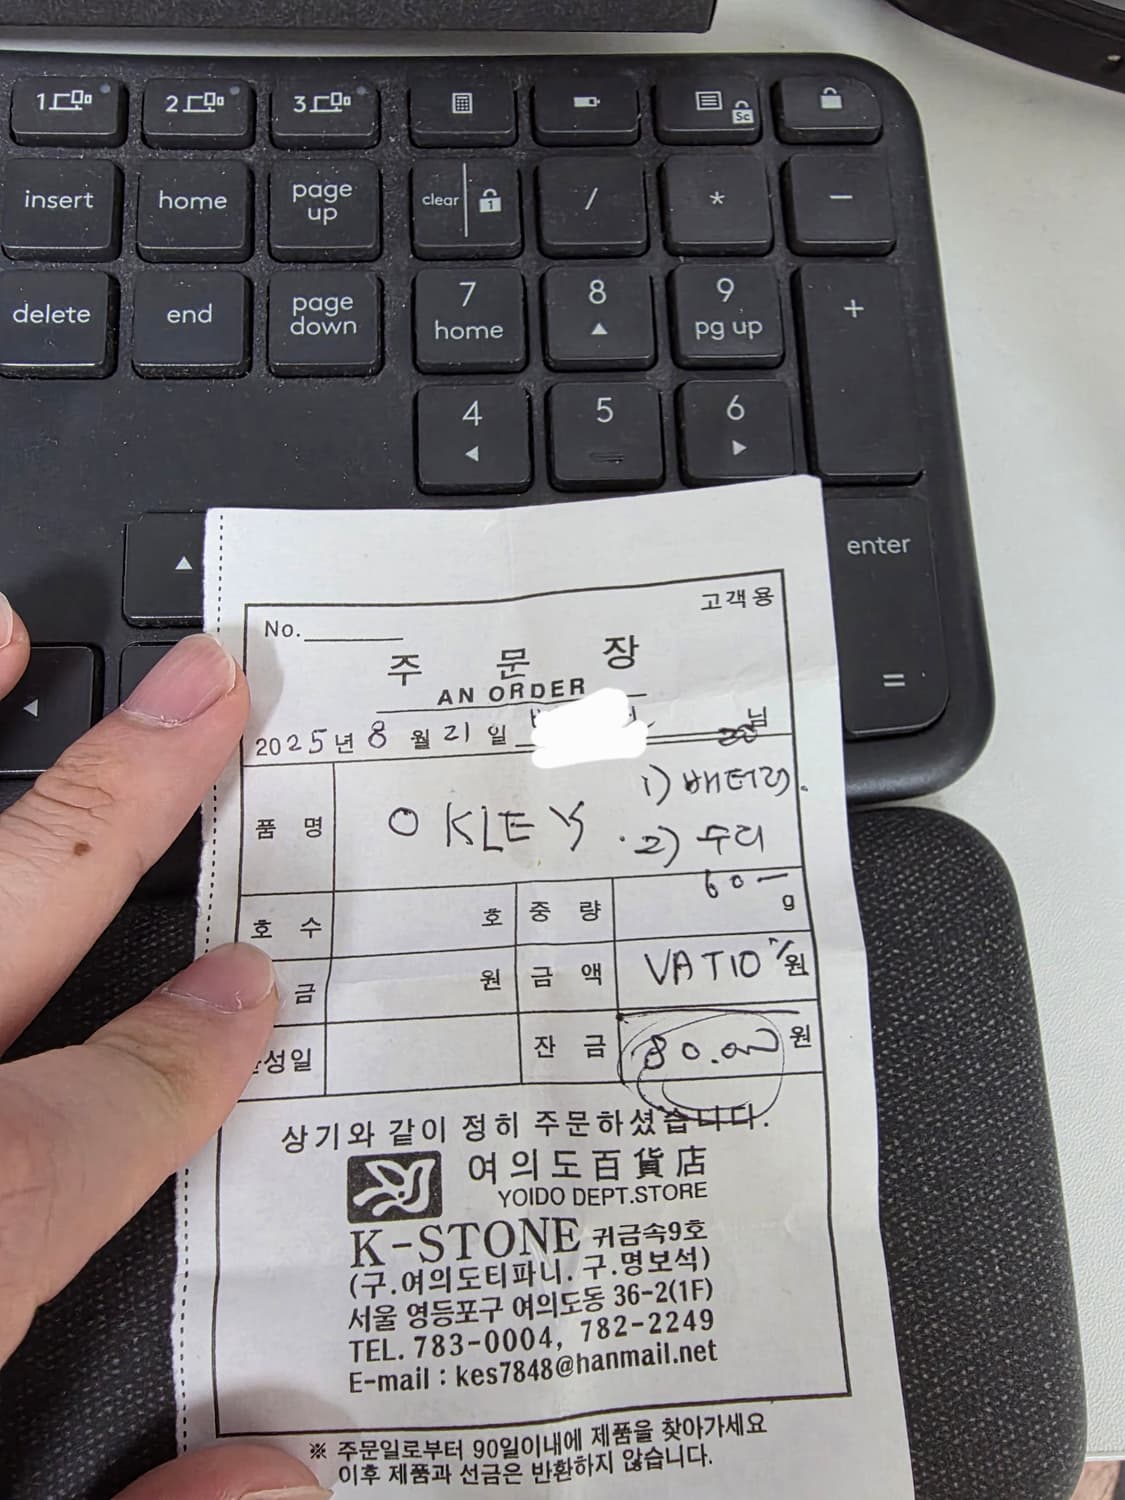 1 2 3
Sc
insert home page up clear 1 / * −
delete end page down 7 home 8 9 pg up +
4 5 6
enter
=
고객용
No.
주 문 장
AN ORDER
2025년 8 월 21 일 님
품 명 OKLEY 1) 배터리.
2) 수리
60 −
호 수 호 중 량 g
금 원 금 액 VAT10% 원
성일 잔 금 80.00 원
상기와 같이 정히 주문하셨습니다.
여의도百貨店
YOIDO DEPT.STORE
K-STONE 귀금속9호
(구.여의도티파니. 구.명보석)
서울 영등포구 여의도동 36-2(1F)
TEL. 783-0004, 782-2249
E-mail : kes7848@hanmail.net
※ 주문일로부터 90일이내에 제품을 찾아가세요
이후 제품과 선금은 반환하지 않습니다.